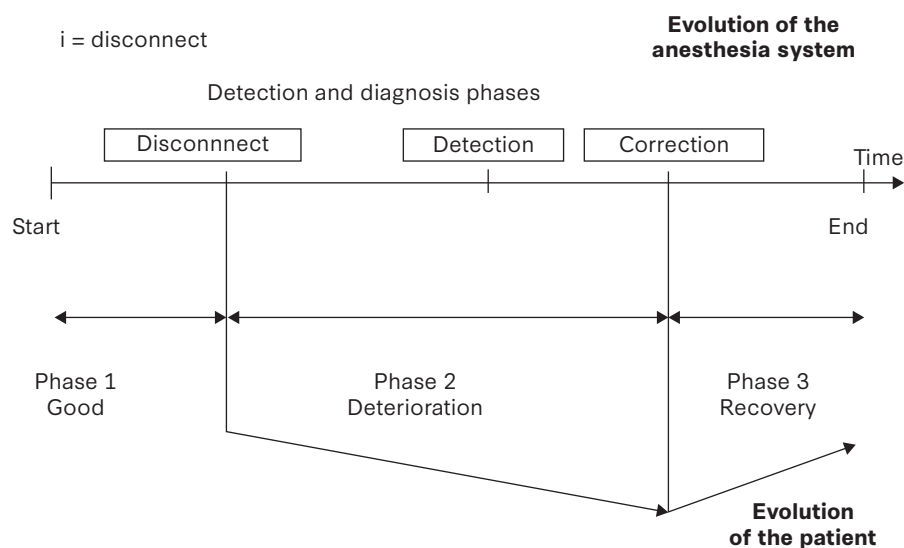 i = disconnect
Evolution of the
anesthesia system
Detection and diagnosis phases
Disconnnect
Detection
Correction
Time
Start
End
Phase 1
Good
Phase 2
Deterioration
Phase 3
Recovery
Evolution
of the patient